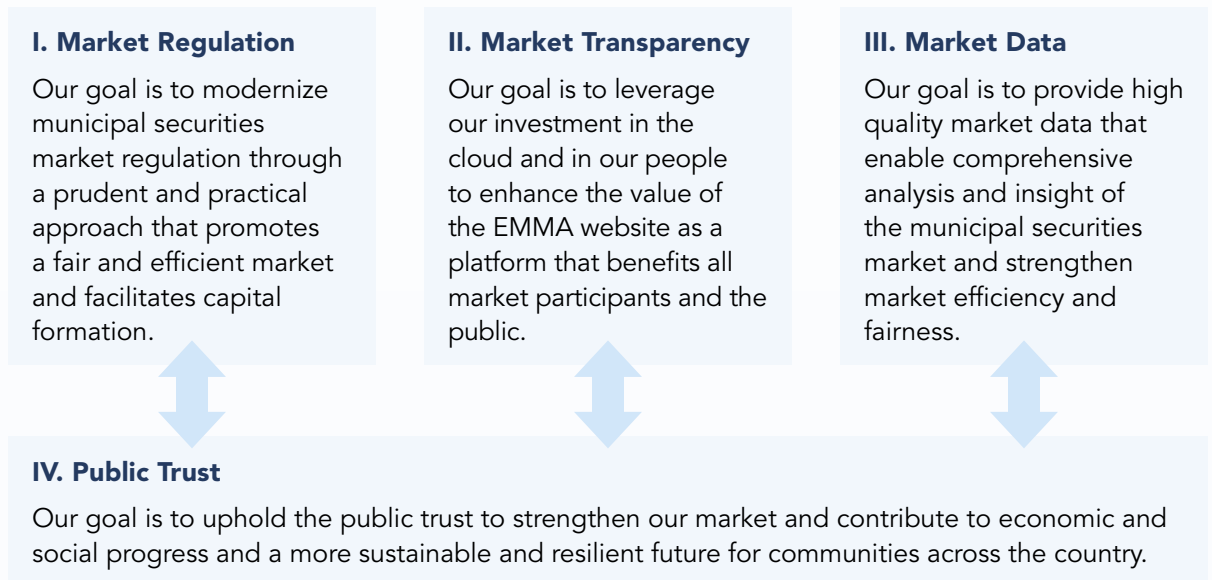 I. Market Regulation
Our goal is to modernize
municipal securities
market regulation through
a prudent and practical
approach that promotes
a fair and efficient market
and facilitates capital
formation.
II. Market Transparency
Our goal is to leverage
our investment in the
cloud and in our people
to enhance the value of
the EMMA website as a
platform that benefits all
market participants and the
public.
III. Market Data
Our goal is to provide high
quality market data that
enable comprehensive
analysis and insight of
the municipal securities
market and strengthen
market efficiency and
fairness.
IV. Public Trust
Our goal is to uphold the public trust to strengthen our market and contribute to economic and
social progress and a more sustainable and resilient future for communities across the country.